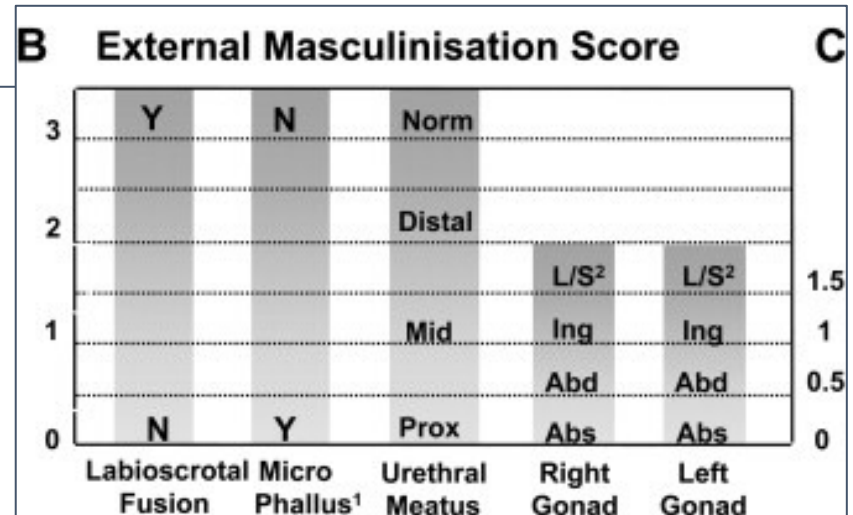 B External Masculinisation Score C
3 Y N Norm
2 Distal
L/S² L/S² 1.5
1 Mid Ing Ing 1
Abd Abd 0.5
0 N Y Prox Abs Abs 0
Labioscrotal Micro Urethral Right Left
Fusion Phallus¹ Meatus Gonad Gonad